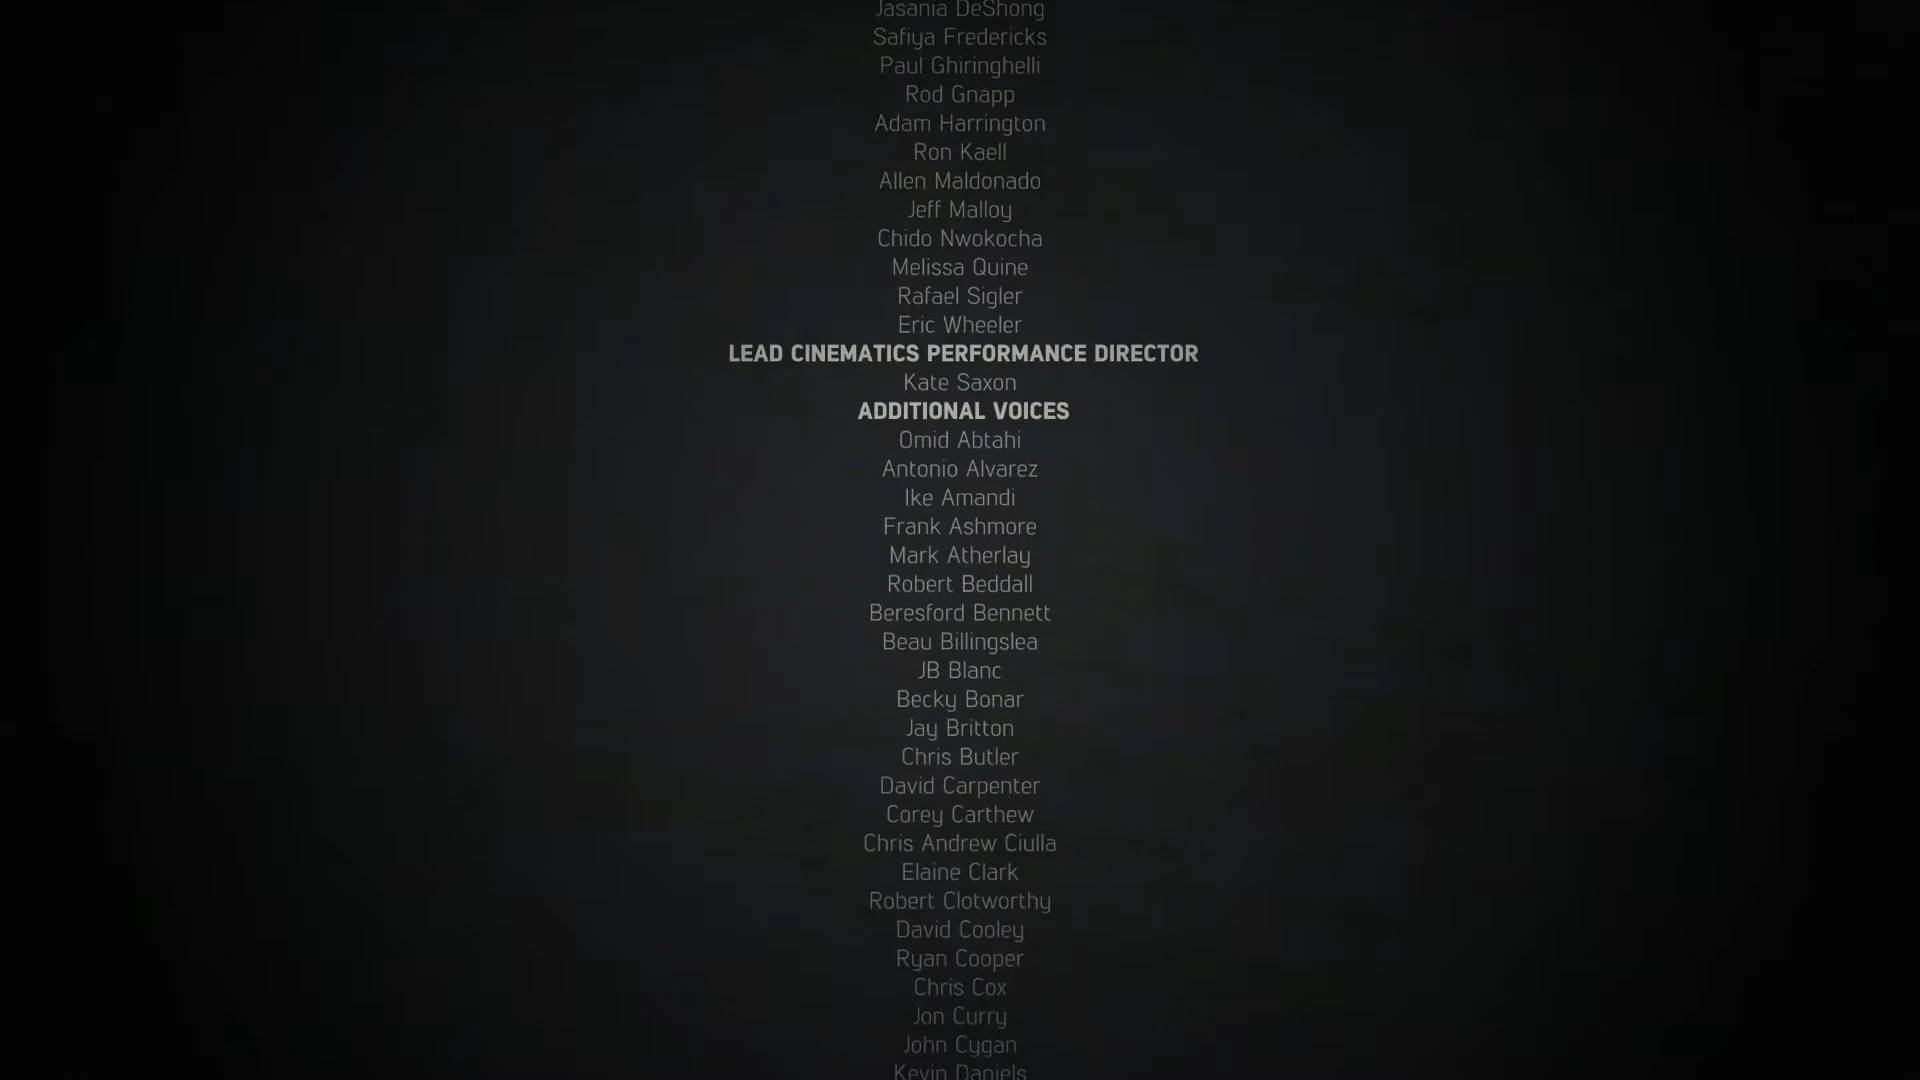 Jasania DeShong
Safiya Fredericks
Paul Ghiringhelli
Rod Gnapp
Adam Harrington
Ron Kaell
Allen Maldonado
Jeff Malloy
Chido Nwokocha
Melissa Quine
Rafael Sigler
Eric Wheeler
LEAD CINEMATICS PERFORMANCE DIRECTOR
Kate Saxon
ADDITIONAL VOICES
Omid Abtahi
Antonio Alvarez
Ike Amandi
Frank Ashmore
Mark Atherlay
Robert Beddall
Beresford Bennett
Beau Billingslea
JB Blanc
Becky Bonar
Jay Britton
Chris Butler
David Carpenter
Corey Carthew
Chris Andrew Ciulla
Elaine Clark
Robert Clotworthy
David Cooley
Ryan Cooper
Chris Cox
Jon Curry
John Cygan
Kevin Daniels